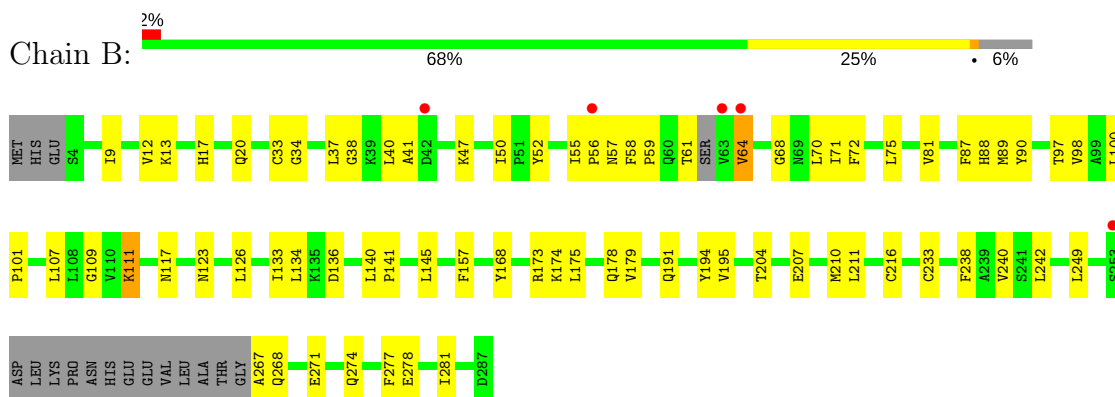 2%
Chain B:
68% 25% • 6%
MET HIS GLU S4 I9 V12 K13 H17 Q20 C33 G34 L37 G38 K39 L40 A41 D42 K47 I50 P51 Y52 I55 P56 N57 F58 P59 Q60 T61 SER V63 V64 G68 N69 L70 I71 F72 L75 V81 F87 H88 M89 Y90 T97 V98 A99 L100
P101 L107 L108 G109 V110 K111 N117 N123 L126 I133 L134 K135 D136 L140 P141 L145 F157 Y168 R173 K174 L175 Q178 V179 Q191 Y194 V195 T204 E207 M210 L211 C216 C233 F238 A239 V240 S241 L242 L249 S253
ASP LEU LYS PRO ASN HIS GLU GLU VAL LEU ALA THR GLY A267 Q268 E271 Q274 F277 E278 I281 D287